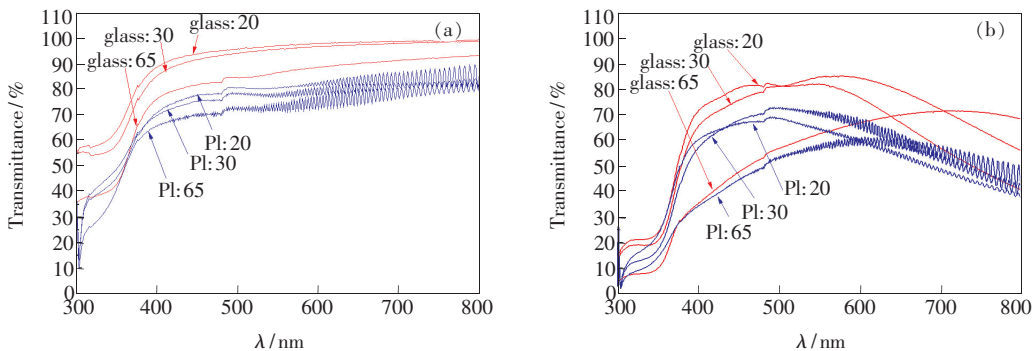 (a)
Transmittance/%
110
100
90
80
70
60
50
40
30
20
10
0
300
400
500
600
700
800
λ/nm
glass:20
glass:30
glass:65
Pl:20
Pl:30
Pl:65
(b)
Transmittance/%
110
100
90
80
70
60
50
40
30
20
10
0
300
400
500
600
700
800
λ/nm
glass:20
glass:30
glass:65
Pl:20
Pl:30
Pl:65